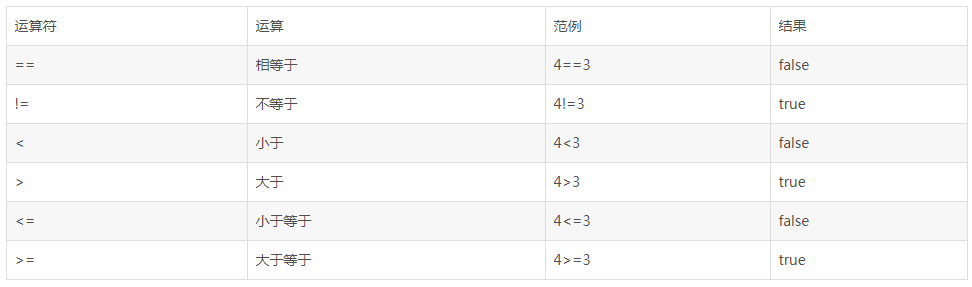 运算符 运算 范例 结果
== 相等于 4==3 false
!= 不等于 4!=3 true
< 小于 4<3 false
> 大于 4>3 true
<= 小于等于 4<=3 false
>= 大于等于 4>=3 true